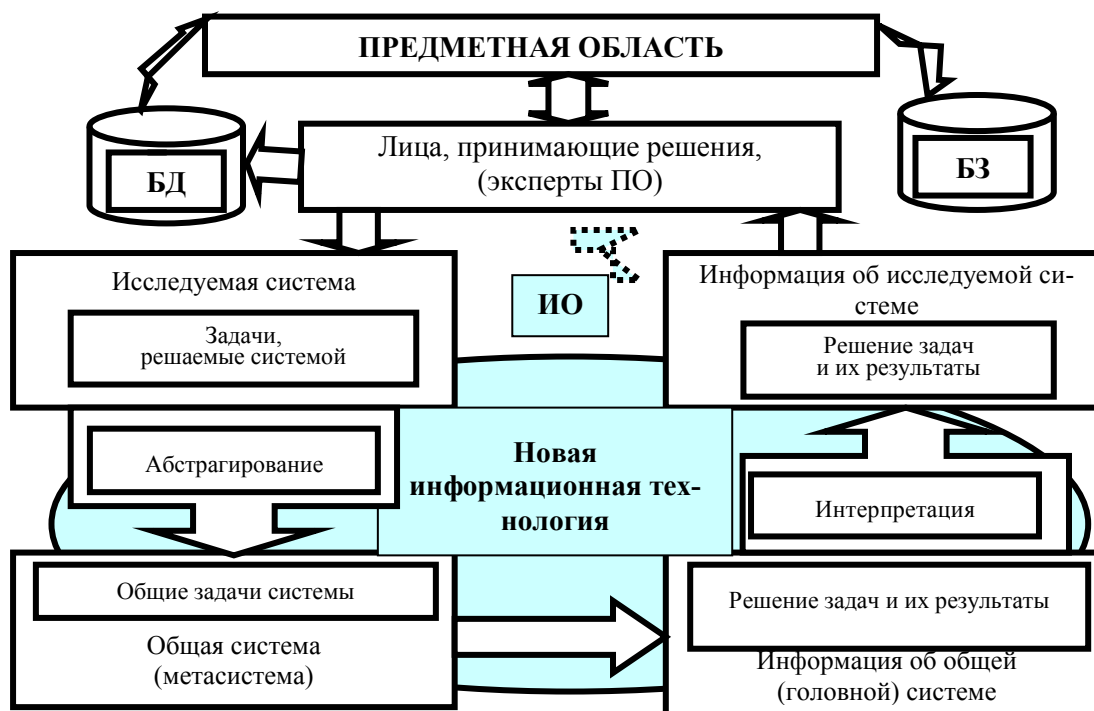 ПРЕДМЕТНАЯ ОБЛАСТЬ
БД
Лица, принимающие решения,
(эксперты ПО)
БЗ
Исследуемая система
Задачи,
решаемые системой
ИО
Информация об исследуемой си-
стеме
Решение задач
и их результаты
Абстрагирование
Новая
информационная тех-
нология
Интерпретация
Общие задачи системы
Общая система
(метасистема)
Решение задач и их результаты
Информация об общей
(головной) системе